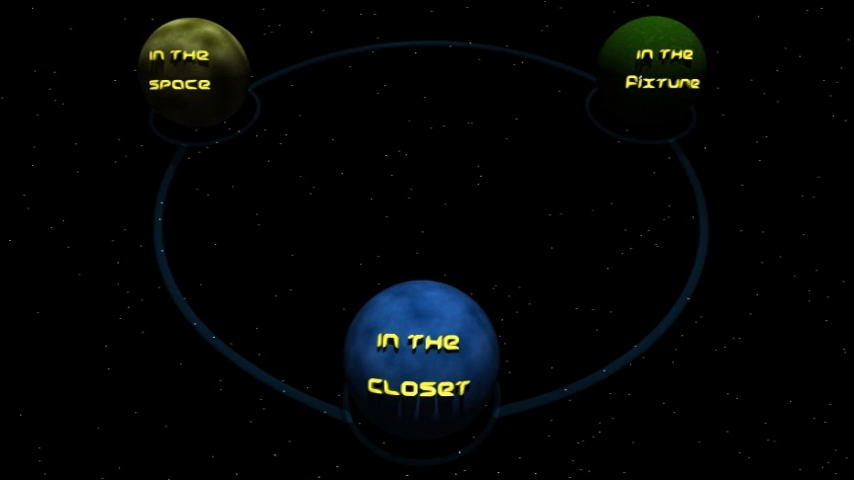 in the
space
in the
fixture
in the
closet